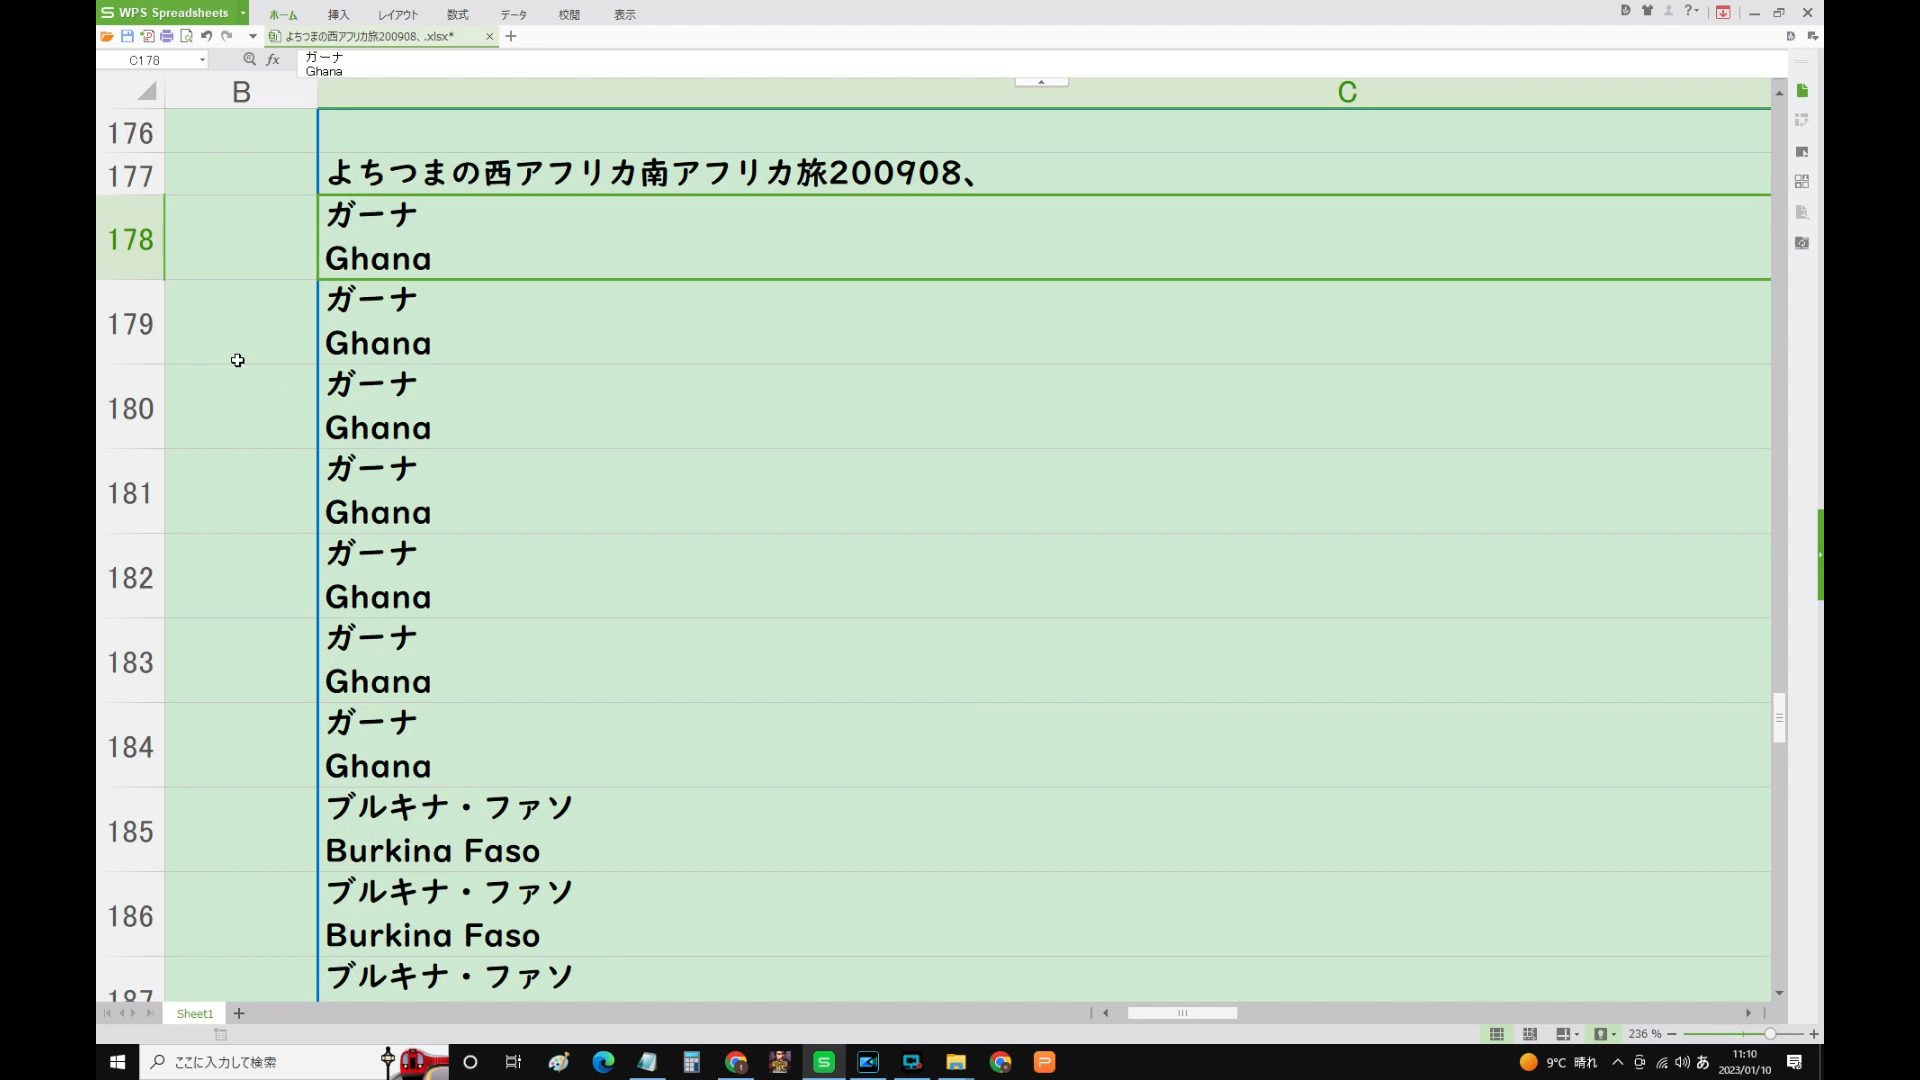 WPS Spreadsheets
ホーム 挿入 レイアウト 数式 データ 校閲 表示
よちつまの西アフリカ旅200908、.xlsx*
C178
fx
ガーナ
Ghana
B C
176
177 よちつまの西アフリカ南アフリカ旅200908、
178 ガーナ
Ghana
179 ガーナ
Ghana
180 ガーナ
Ghana
181 ガーナ
Ghana
182 ガーナ
Ghana
183 ガーナ
Ghana
184 ガーナ
Ghana
185 ブルキナ・ファソ
Burkina Faso
186 ブルキナ・ファソ
Burkina Faso
187 ブルキナ・ファソ
Sheet1
236 %
ここに入力して検索
9°C 晴れ
あ
11:10
2023/01/10